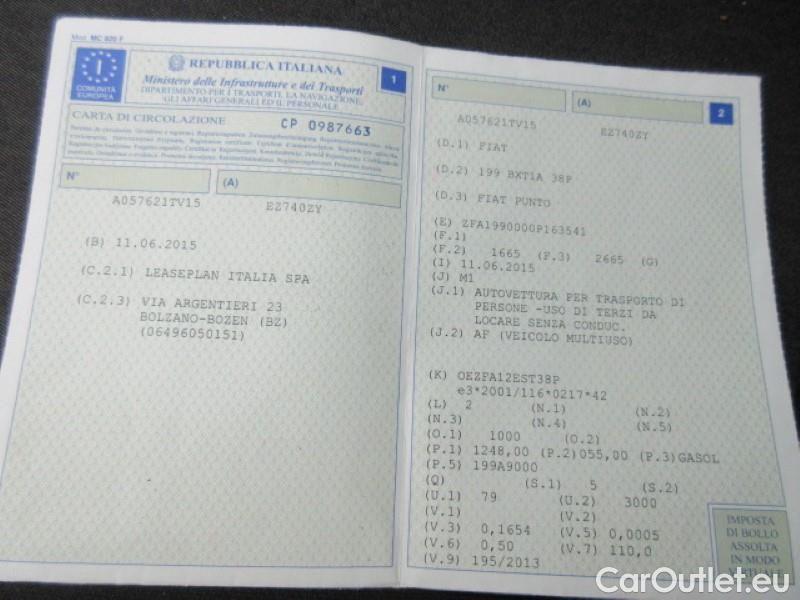 Mod. MC 820 F
I
COMUNITÀ
EUROPEA
REPUBBLICA ITALIANA
Ministero delle Infrastrutture e dei Trasporti
DIPARTIMENTO PER I TRASPORTI, LA NAVIGAZIONE,
GLI AFFARI GENERALI ED IL PERSONALE
1
CARTA DI CIRCOLAZIONE
CP 0987663
N°
(A)
A057621TV15
EZ740ZY
(B) 11.06.2015
(C.2.1) LEASEPLAN ITALIA SPA
(C.2.3) VIA ARGENTIERI 23
BOLZANO-BOZEN (BZ)
(06496050151)
N°
(A)
2
A057621TV15
EZ740ZY
(D.1) FIAT
(D.2) 199 BXT1A 38P
(D.3) FIAT PUNTO
(E) ZFA1990000P163541
(F.1)
(F.2) 1665 (F.3) 2665 (G)
(I) 11.06.2015
(J) M1
(J.1) AUTOVETTURA PER TRASPORTO DI
PERSONE -USO DI TERZI DA
LOCARE SENZA CONDUC.
(J.2) AF (VEICOLO MULTIUSO)
(K) OEZFA12EST38P
e3*2001/116*0217*42
(L) 2 (N.1) (N.2)
(N.3) (N.4) (N.5)
(O.1) 1000 (O.2)
(P.1) 1248,00 (P.2)055,00 (P.3)GASOL
(P.5) 199A9000
(Q) (S.1) 5 (S.2)
(U.1) 79 (U.2) 3000
(V.1) (V.2)
(V.3) 0,1654 (V.5) 0,0005
(V.6) 0,50 (V.7) 110,0
(V.9) 195/2013
IMPOSTA
DI BOLLO
ASSOLTA
IN MODO
VIRTUALE
CarOutlet.eu